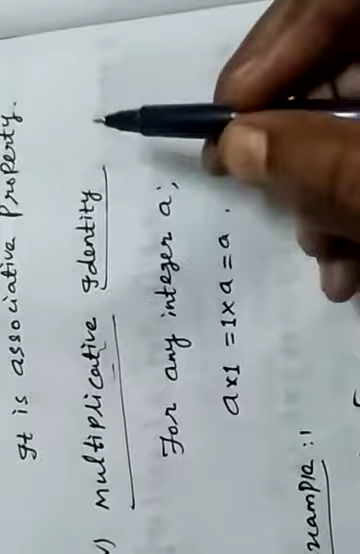 It is associative Property.
v) Multiplicative Identity
For any integer a;
a×1 = 1×a = a.
xample :!